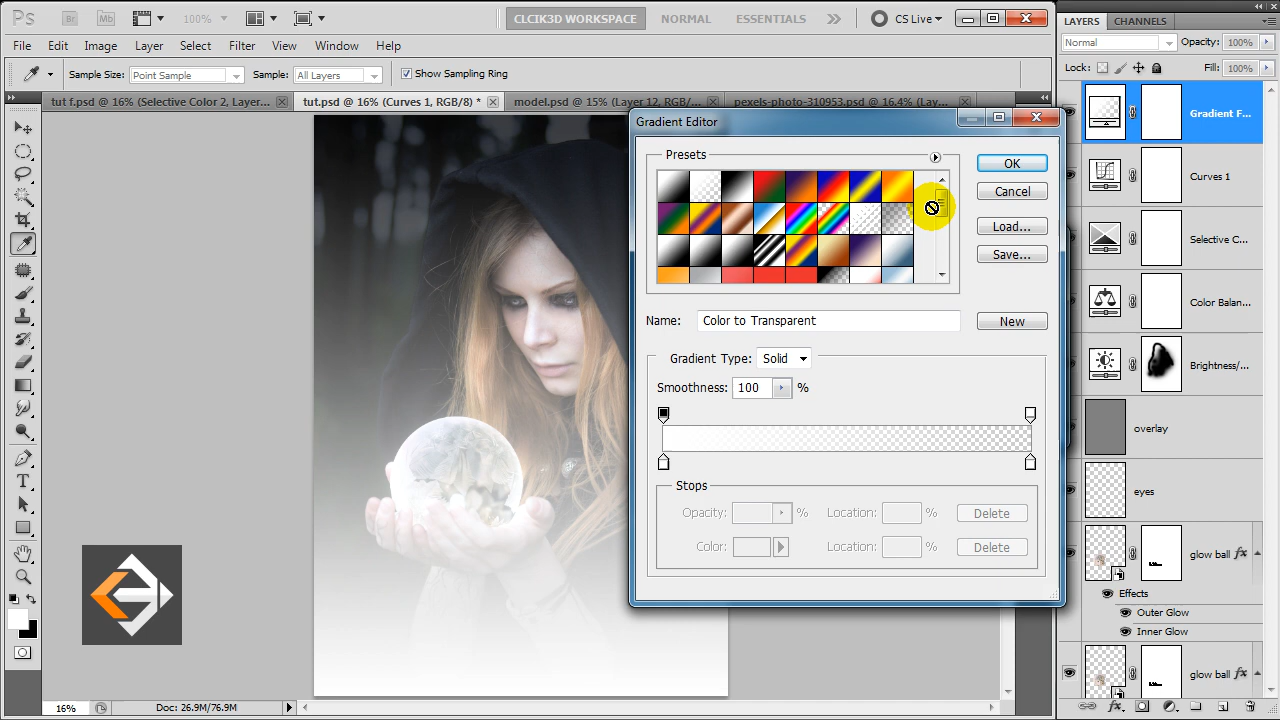 Ps
Br
Mb
100%
CLCIK3D WORKSPACE
NORMAL
ESSENTIALS
CS Live
File Edit Image Layer Select Filter View Window Help
Sample Size: Point Sample Sample: All Layers Show Sampling Ring
tut f.psd @ 16% (Selective Color 2, Layer...
tut.psd @ 16% (Curves 1, RGB/8) *
model.psd @ 15% (Layer 12, RGB/...
exels-photo-310953.psd @ 16.4% (Lay...
Gradient Editor
Presets
OK
Cancel
Load...
Save...
Name: Color to Transparent
New
Gradient Type: Solid
Smoothness: 100 %
Stops
Opacity: % Location: % Delete
Color: Location: % Delete
16%
Doc: 26.9M/76.9M
LAYERS CHANNELS
Normal Opacity: 100%
Lock: Fill: 100%
Gradient F...
Curves 1
Selective C...
Color Balan...
Brightness/...
overlay
eyes
glow ball fx
Effects
Outer Glow
Inner Glow
glow ball fx